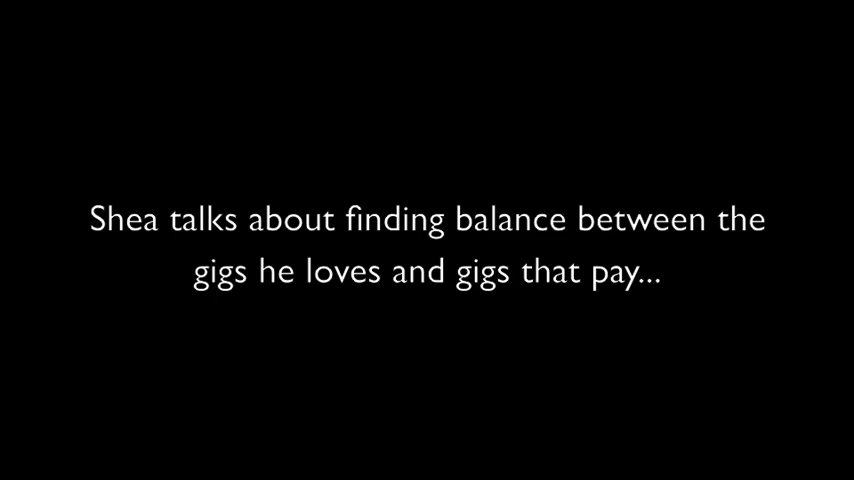 Shea talks about finding balance between the
gigs he loves and gigs that pay...